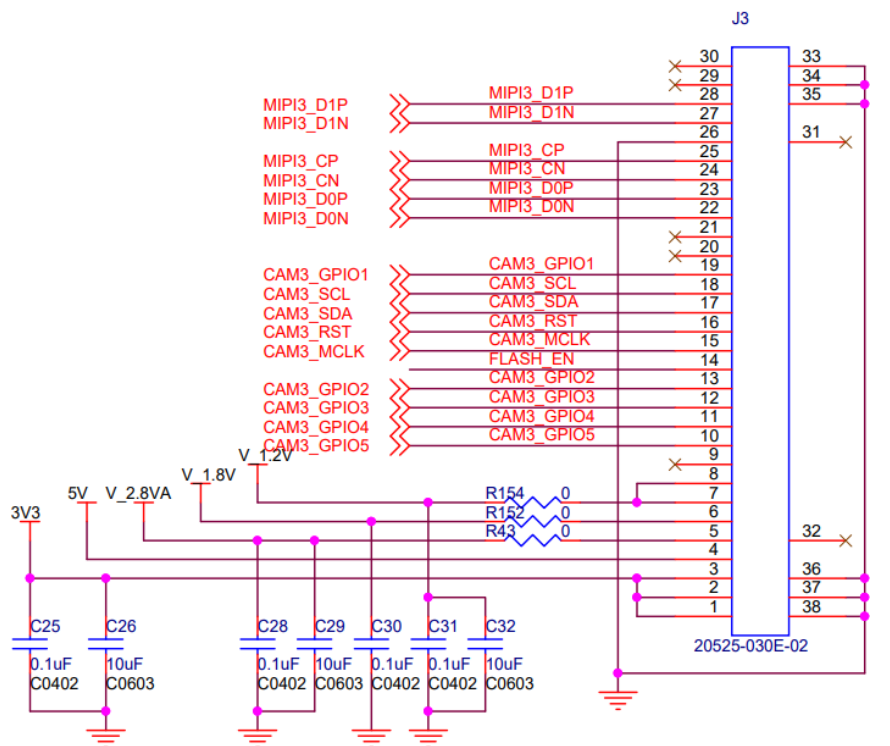 J3
30 33
29 34
MIPI3_D1P MIPI3_D1P 28 35
MIPI3_D1N MIPI3_D1N 27
26 31
MIPI3_CP MIPI3_CP 25
MIPI3_CN MIPI3_CN 24
MIPI3_D0P MIPI3_D0P 23
MIPI3_D0N MIPI3_D0N 22
21
20
CAM3_GPIO1 CAM3_GPIO1 19
CAM3_SCL CAM3_SCL 18
CAM3_SDA CAM3_SDA 17
CAM3_RST CAM3_RST 16
CAM3_MCLK CAM3_MCLK 15
FLASH_EN 14
CAM3_GPIO2 CAM3_GPIO2 13
CAM3_GPIO3 CAM3_GPIO3 12
CAM3_GPIO4 CAM3_GPIO4 11
CAM3_GPIO5 CAM3_GPIO5 10
V_1.2V 9
V_1.8V 8
5V V_2.8VA R154 0 7
3V3 R152 0 6
R43 0 5 32
4
3 36
2 37
1 38
C25 C26 C28 C29 C30 C31 C32
20525-030E-02
0.1uF 10uF 0.1uF 10uF 0.1uF 0.1uF 10uF
C0402 C0603 C0402 C0603 C0402 C0402 C0603